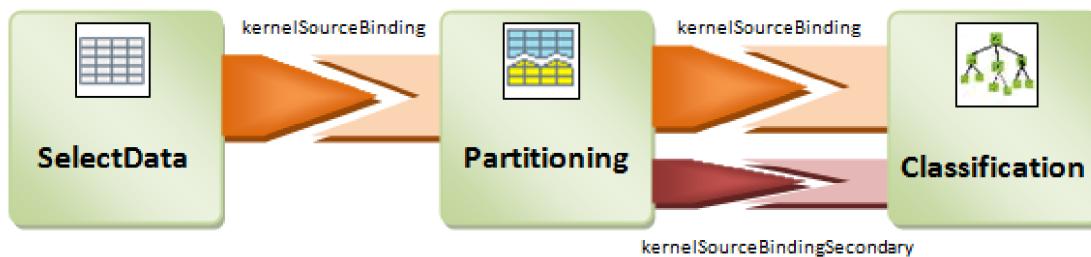 kernelSourceBinding
kernelSourceBinding
SelectData
Partitioning
Classification
kernelSourceBindingSecondary